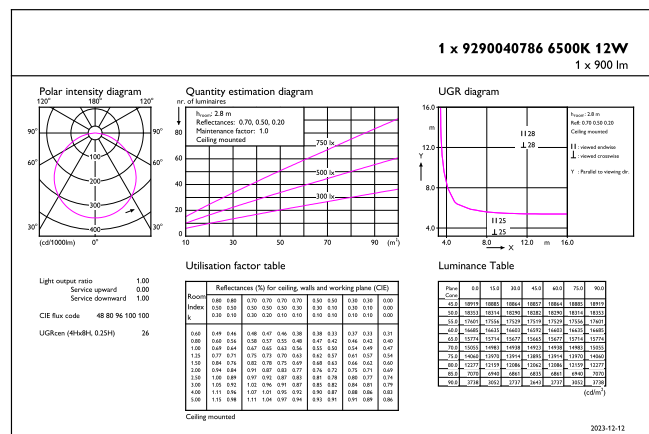 1 x 9290040786 6500K 12W
1 x 900 lm
Polar intensity diagram
120° 180° 120°
90° 90°
60° 60°
30° 30°
100
200
300
400
(cd/1000lm) 0°
Quantity estimation diagram
nr. of luminaires
hroom: 2.8 m
Reflectances: 0.70, 0.50, 0.20
Maintenance factor: 1.0
Ceiling mounted
80
60
40
20
10
750 lx
500 lx
300 lx
10 30 50 70 90 (m²)
UGR diagram
16.0
m
12.0
Y
8.0
4.0
4.0 8.0 X 12.0 m 16.0
28
28
25
25
hroom: 2.8 m
Refl: 0.70 0.50 0.20
Ceiling mounted
: viewed endwise
: viewed crosswise
Y : Parallel to viewing dir.
Light output ratio 1.00
Service upward 0.00
Service downward 1.00
CIE flux code 48 80 96 100 100
UGRcen (4Hx8H, 0.25H) 26
Utilisation factor table
Room Index k
Reflectances (%) for ceiling, walls and working plane (CIE)
0.80 0.80 0.70 0.70 0.70 0.70 0.50 0.50 0.30 0.30 0.00
0.50 0.50 0.50 0.50 0.50 0.30 0.30 0.10 0.30 0.10 0.00
0.30 0.10 0.30 0.20 0.10 0.10 0.10 0.10 0.10 0.10 0.00
0.60 0.49 0.46 0.48 0.47 0.46 0.38 0.38 0.33 0.37 0.33 0.31
0.80 0.60 0.56 0.58 0.57 0.55 0.48 0.47 0.42 0.46 0.42 0.40
1.00 0.69 0.64 0.67 0.65 0.63 0.56 0.55 0.50 0.54 0.49 0.47
1.25 0.77 0.71 0.75 0.73 0.70 0.63 0.62 0.57 0.61 0.57 0.54
1.50 0.84 0.76 0.82 0.78 0.75 0.69 0.68 0.63 0.66 0.62 0.60
2.00 0.94 0.84 0.91 0.87 0.83 0.77 0.76 0.72 0.75 0.71 0.69
2.50 1.00 0.89 0.97 0.92 0.87 0.83 0.81 0.78 0.80 0.77 0.74
3.00 1.05 0.92 1.02 0.96 0.91 0.87 0.85 0.82 0.84 0.81 0.79
4.00 1.11 0.96 1.07 1.01 0.95 0.92 0.90 0.87 0.88 0.86 0.83
5.00 1.15 0.98 1.11 1.04 0.97 0.94 0.93 0.91 0.91 0.89 0.86
Ceiling mounted
Luminance Table
Plane Cone 0.0 15.0 30.0 45.0 60.0 75.0 90.0
45.0 18919 18885 18864 18857 18864 18885 18919
50.0 18353 18314 18290 18282 18290 18314 18353
55.0 17601 17556 17529 17519 17529 17556 17601
60.0 16685 16635 16603 16592 16603 16635 16685
65.0 15774 15714 15677 15665 15677 15714 15774
70.0 15055 14983 14938 14923 14938 14983 15055
75.0 14060 13970 13914 13895 13914 13970 14060
80.0 12277 12159 12086 12062 12086 12159 12277
85.0 7070 6940 6861 6835 6861 6940 7070
90.0 3738 3052 2737 2643 2737 3052 3738
(cd/m²)
2023-12-12